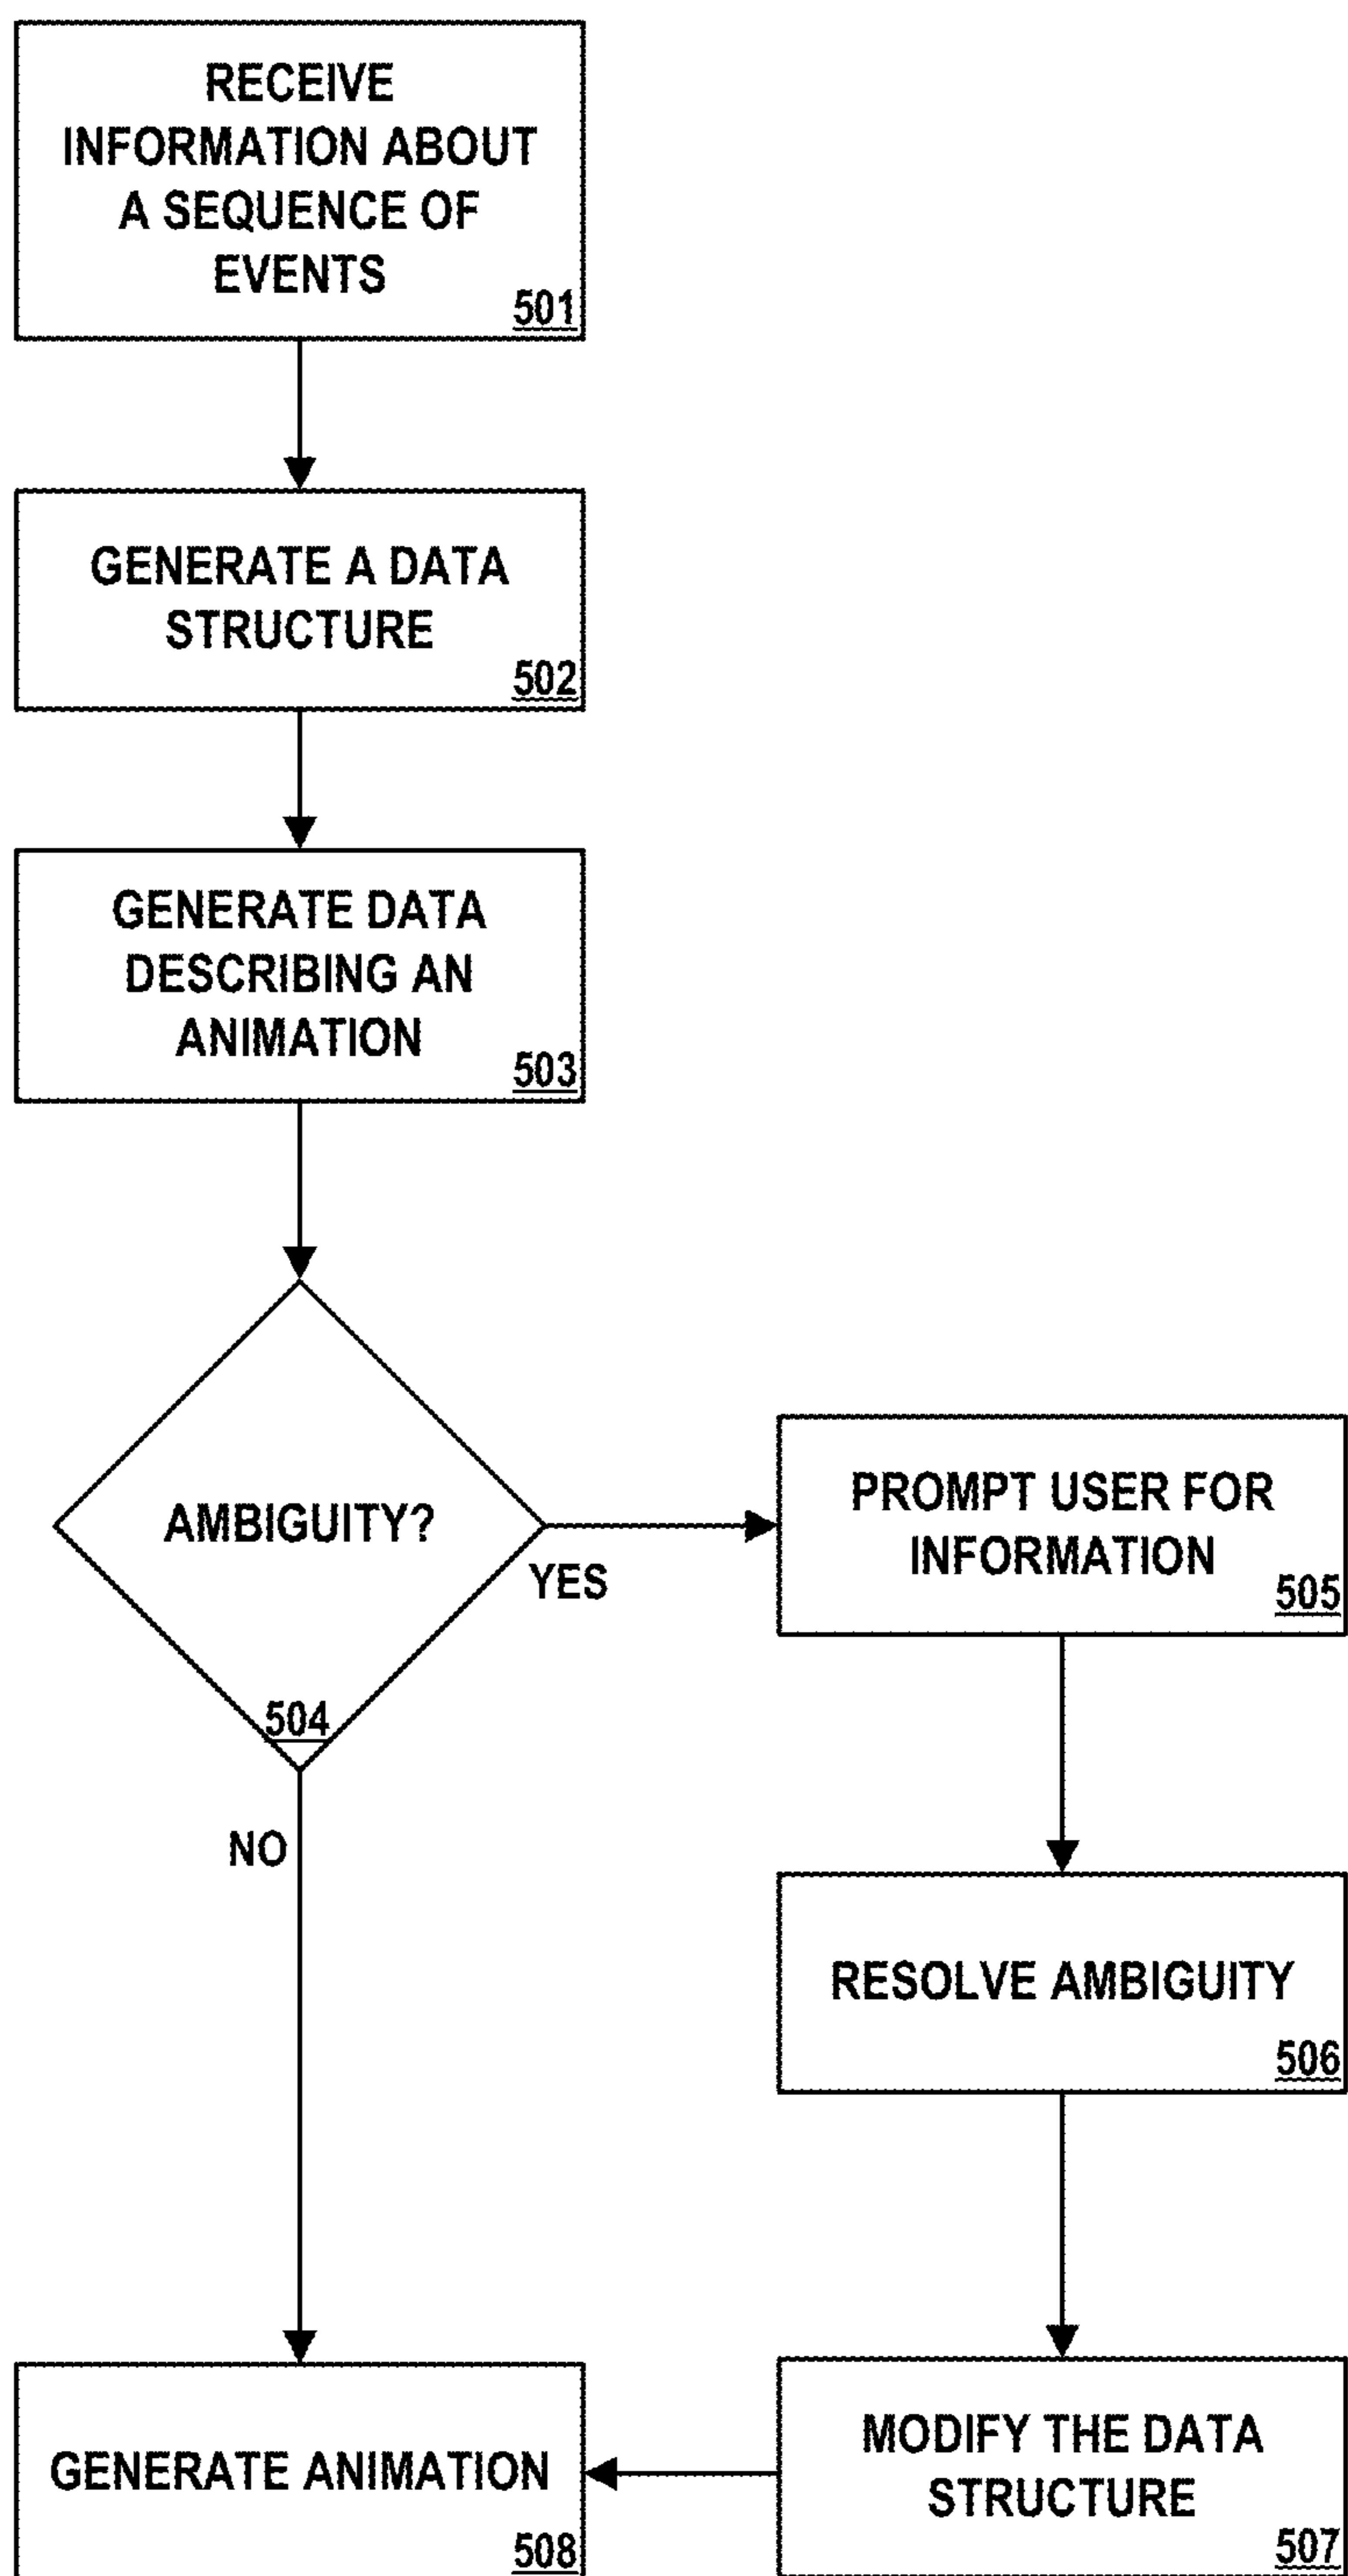 RECEIVE
INFORMATION ABOUT
A SEQUENCE OF
EVENTS
501
GENERATE A DATA
STRUCTURE
502
GENERATE DATA
DESCRIBING AN
ANIMATION
503
AMBIGUITY?
504
YES
NO
PROMPT USER FOR
INFORMATION
505
RESOLVE AMBIGUITY
506
MODIFY THE DATA
STRUCTURE
507
GENERATE ANIMATION
508